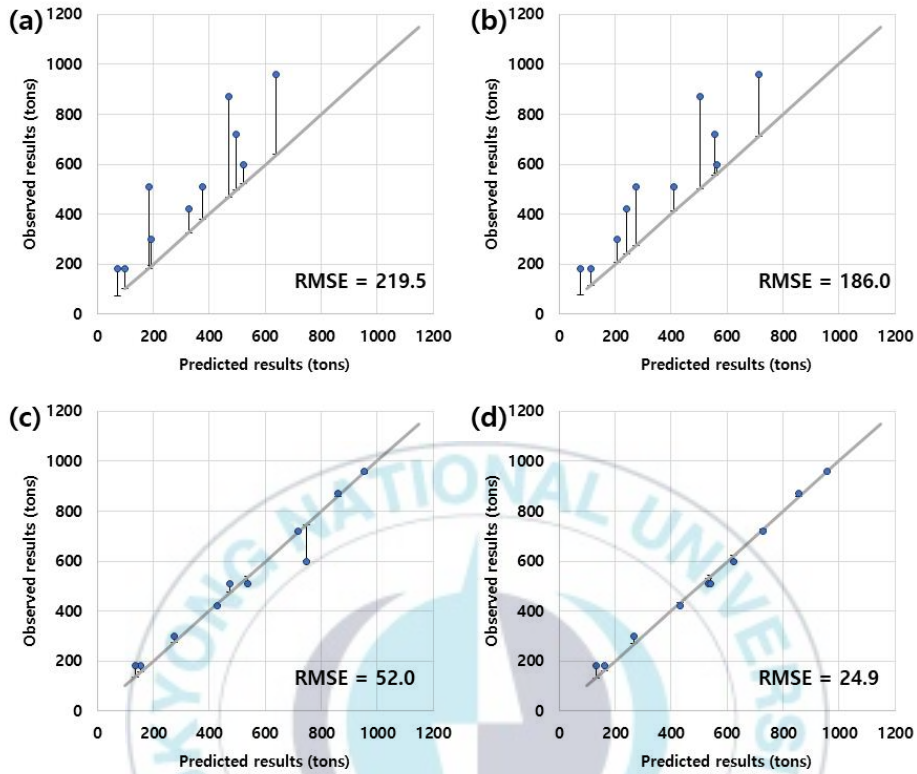 (a)
1200
1000
800
600
400
200
0
Observed results (tons)
RMSE = 219.5
0 200 400 600 800 1000 1200
Predicted results (tons)
(b)
1200
1000
800
600
400
200
0
Observed results (tons)
RMSE = 186.0
0 200 400 600 800 1000 1200
Predicted results (tons)
(c)
1200
1000
800
600
400
200
0
Observed results (tons)
RMSE = 52.0
0 200 400 600 800 1000 1200
Predicted results (tons)
(d)
1200
1000
800
600
400
200
0
Observed results (tons)
RMSE = 24.9
0 200 400 600 800 1000 1200
Predicted results (tons)
KYONG NATIONAL UNIVERS